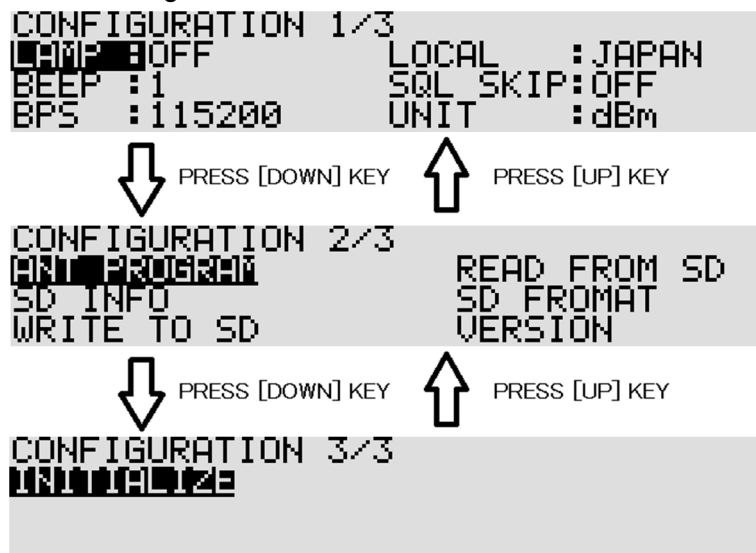 CONFIGURATION 1/3
LAMP :OFF LOCAL :JAPAN
BEEP :1 SQL SKIP:OFF
BPS :115200 UNIT :dBm
PRESS [DOWN] KEY PRESS [UP] KEY
CONFIGURATION 2/3
ANT PROGRAM READ FROM SD
SD INFO SD FROMAT
WRITE TO SD VERSION
PRESS [DOWN] KEY PRESS [UP] KEY
CONFIGURATION 3/3
INITIALIZE